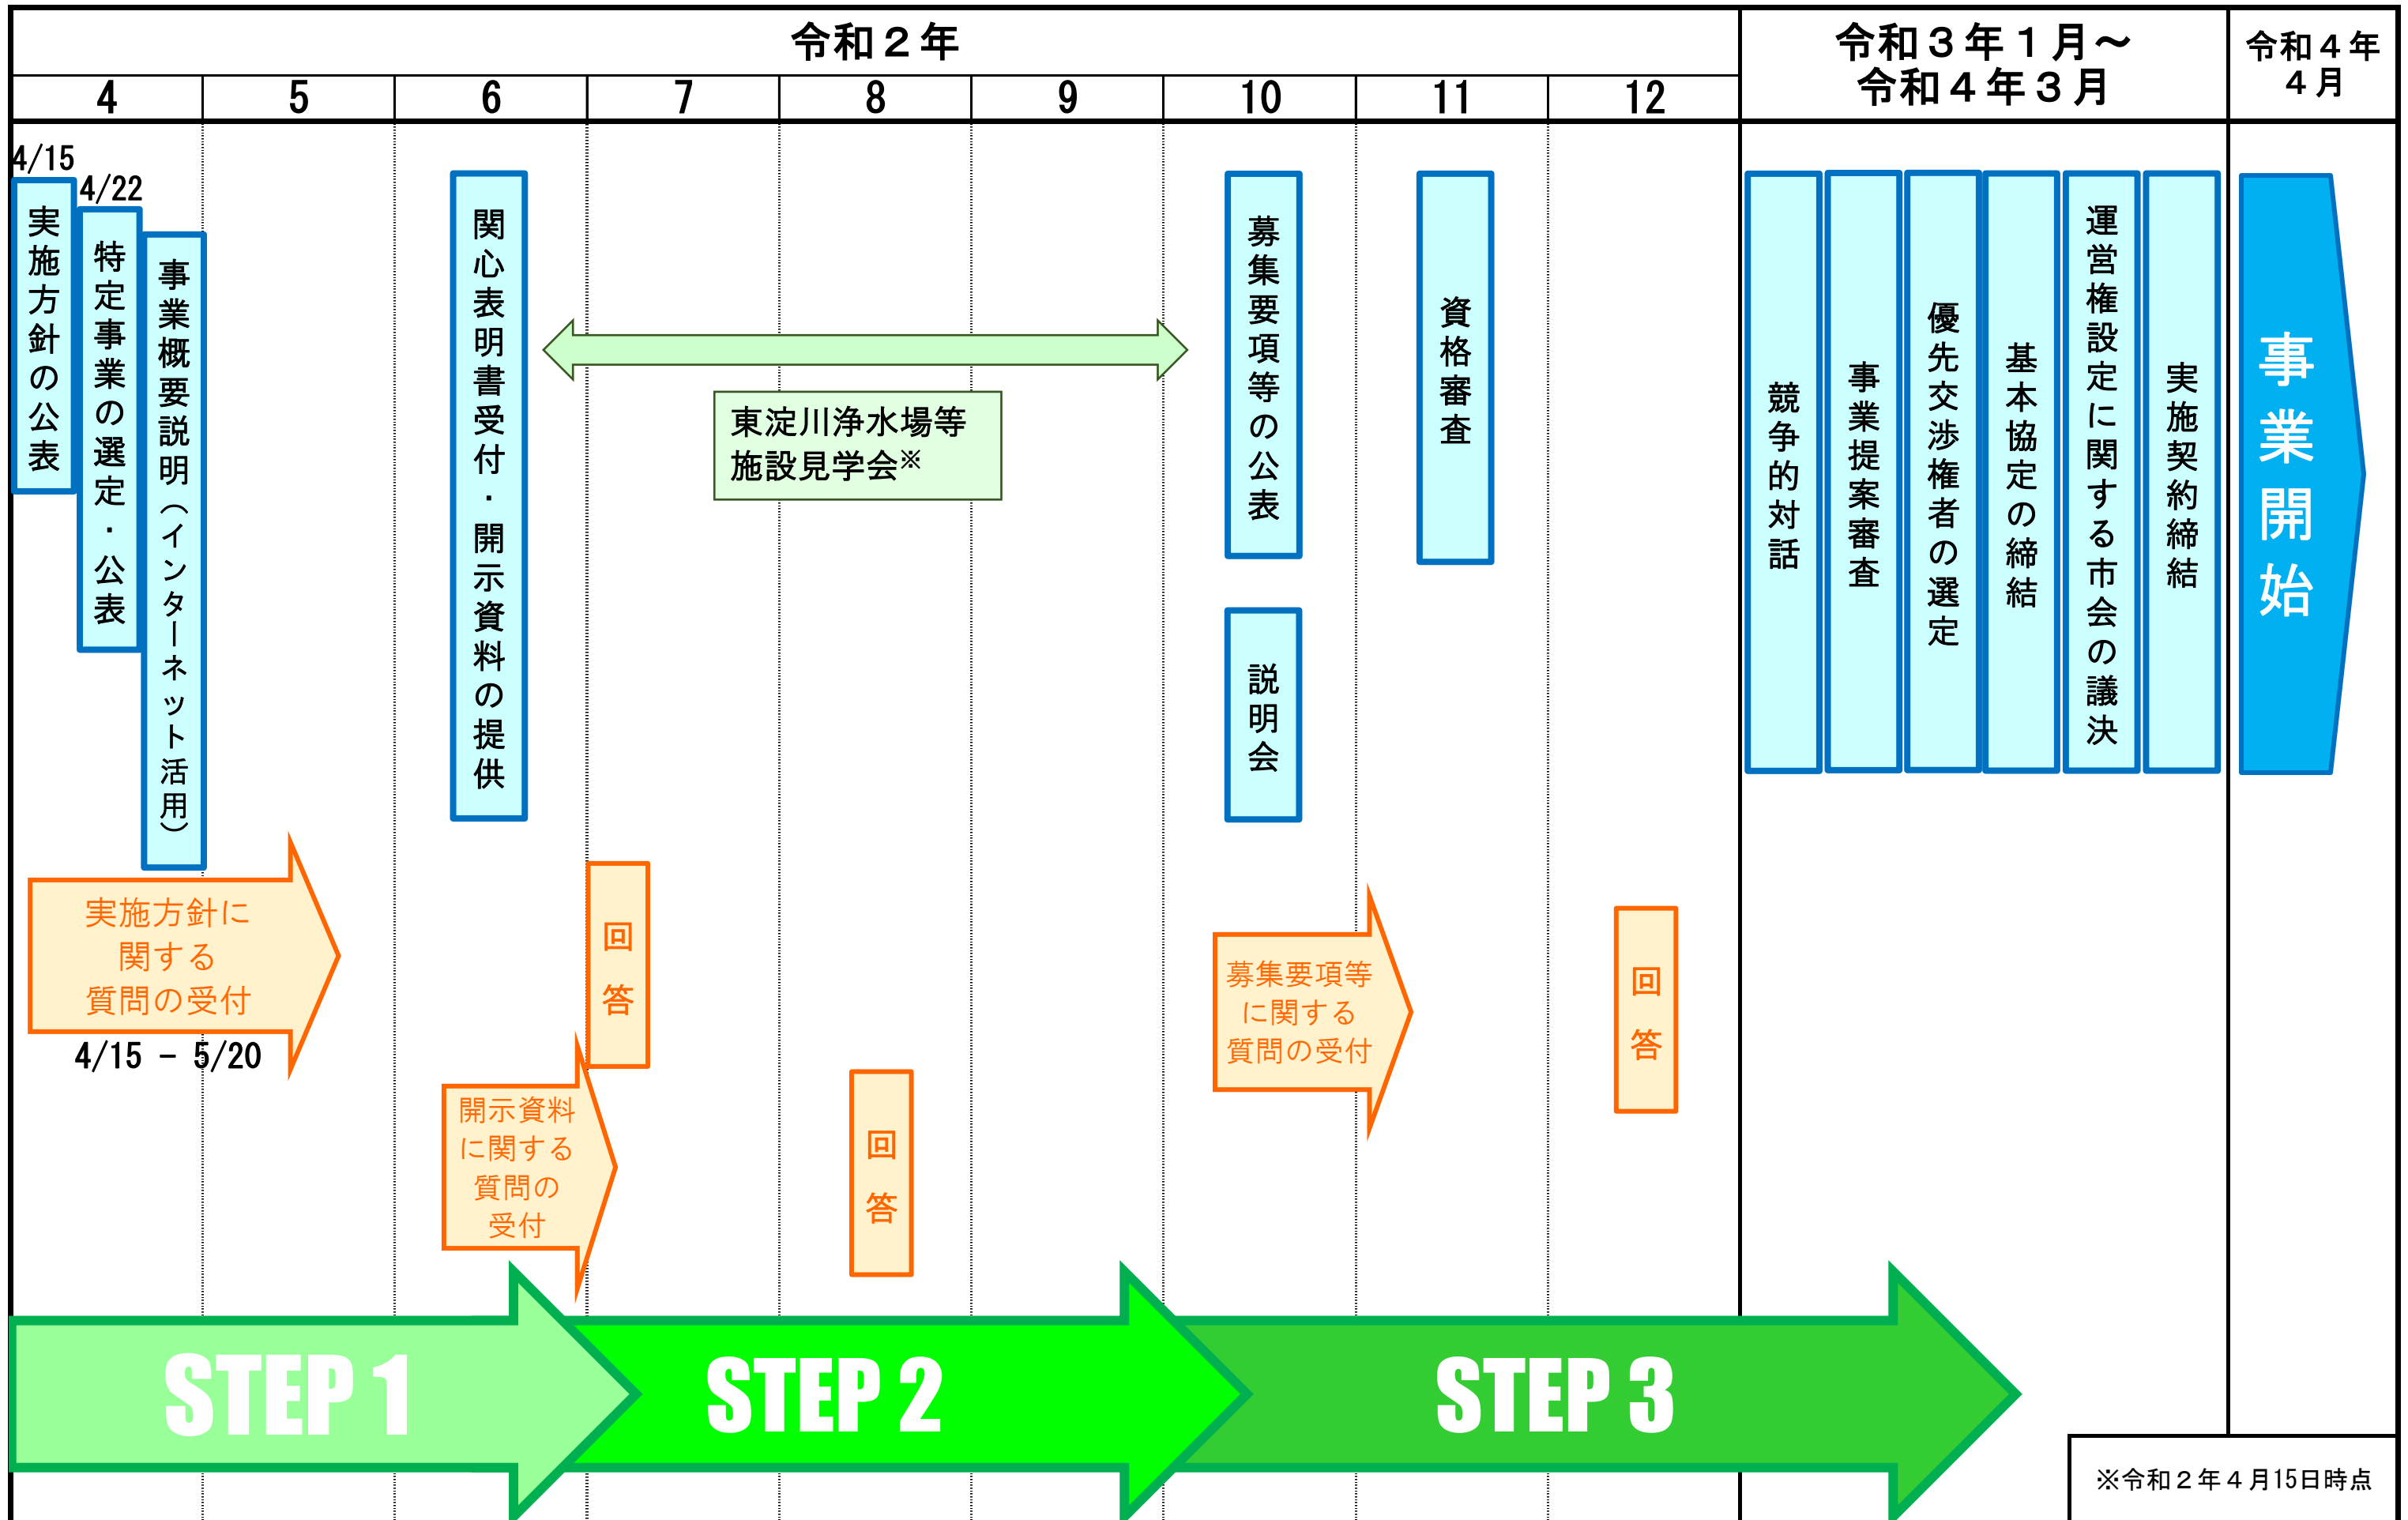 令和２年
令和３年１月～
令和４年３月
令和４年
４月
4
5
6
7
8
9
10
11
12
4/15
実施方針の公表
4/22
特定事業の選定・公表
事業概要説明（インターネット活用）
関心表明書受付・開示資料の提供
東淀川浄水場等
施設見学会※
募集要項等の公表
説明会
資格審査
競争的対話
事業提案審査
優先交渉権者の選定
基本協定の締結
運営権設定に関する市会の議決
実施契約締結
事業開始
実施方針に
関する
質問の受付
4/15 － 5/20
回答
開示資料
に関する
質問の
受付
回答
募集要項等
に関する
質問の受付
回答
STEP 1
STEP 2
STEP 3
※令和２年４月15日時点